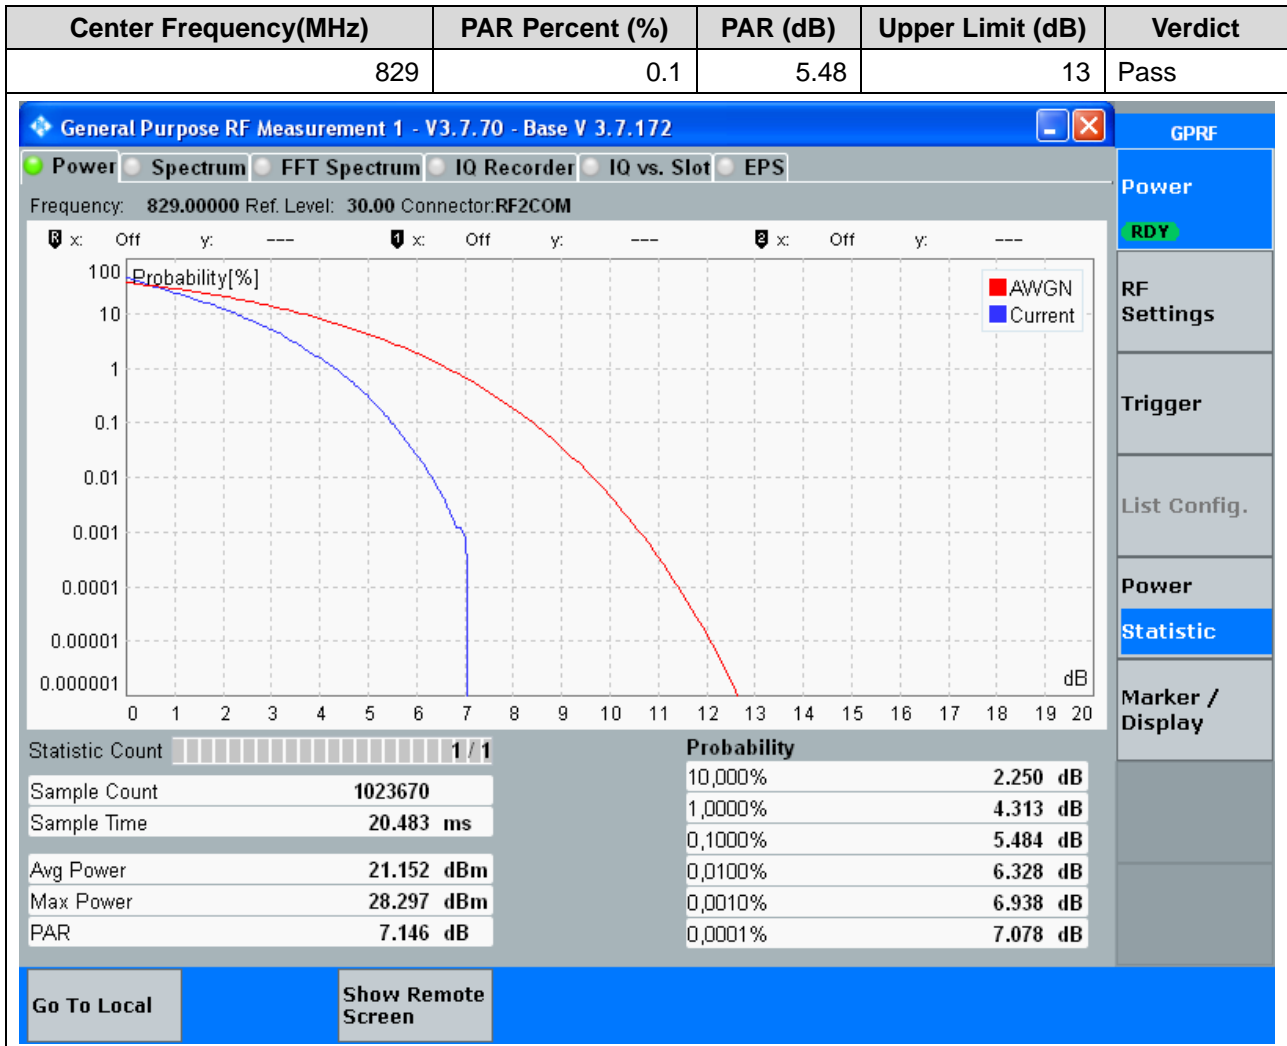 Center Frequency(MHz) PAR Percent (%) PAR (dB) Upper Limit (dB) Verdict
829 0.1 5.48 13 Pass
General Purpose RF Measurement 1 - V3.7.70 - Base V 3.7.172
GPRF
Power Spectrum FFT Spectrum IQ Recorder IQ vs. Slot EPS
Power
RDY
Frequency: 829.00000 Ref. Level: 30.00 Connector:RF2COM
R x: Off y: --- 1 x: Off y: --- 2 x: Off y: ---
Probability[%]
AWGN
Current
100
10
1
0.1
0.01
0.001
0.0001
0.00001
0.000001
dB
0 1 2 3 4 5 6 7 8 9 10 11 12 13 14 15 16 17 18 19 20
RF
Settings
Trigger
List Config.
Power
Statistic
Marker /
Display
Statistic Count 1 / 1
Sample Count 1023670
Sample Time 20.483 ms
Avg Power 21.152 dBm
Max Power 28.297 dBm
PAR 7.146 dB
Probability
10,000% 2.250 dB
1,0000% 4.313 dB
0,1000% 5.484 dB
0,0100% 6.328 dB
0,0010% 6.938 dB
0,0001% 7.078 dB
Go To Local
Show Remote
Screen